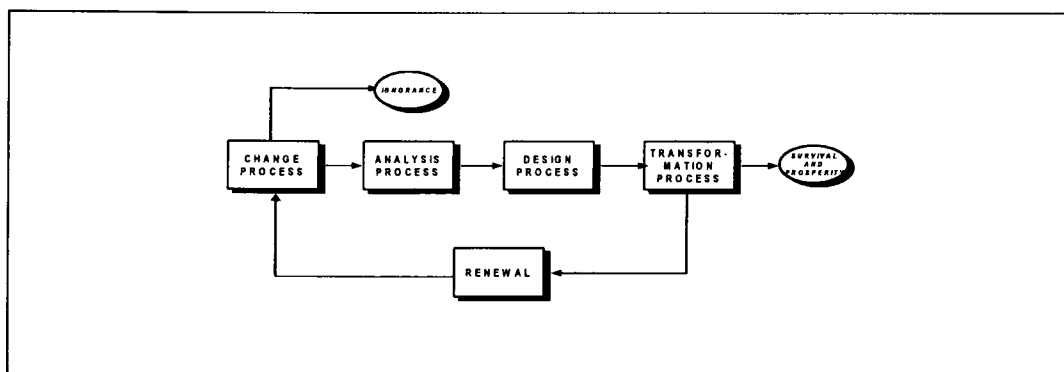 IGNORANCE
CHANGE
PROCESS
ANALYSIS
PROCESS
DESIGN
PROCESS
TRANSFOR-
MATION
PROCESS
SURVIVAL
AND
PROSPERITY
RENEWAL